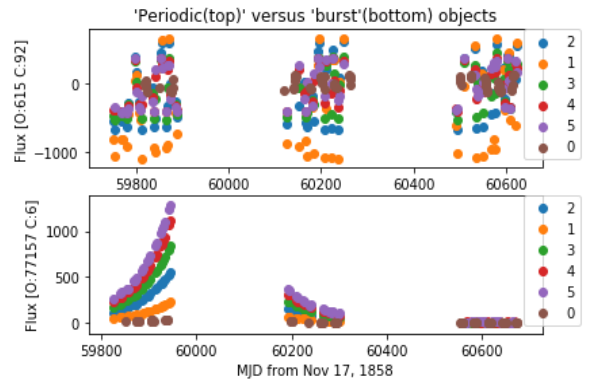 'Periodic(top)' versus 'burst'(bottom) objects
Flux [O:615 C:92]
0
−1000
59800 60000 60200 60400 60600
2
1
3
4
5
0
Flux [O:77157 C:6]
1000
500
0
59800 60000 60200 60400 60600
2
1
3
4
5
0
MJD from Nov 17, 1858